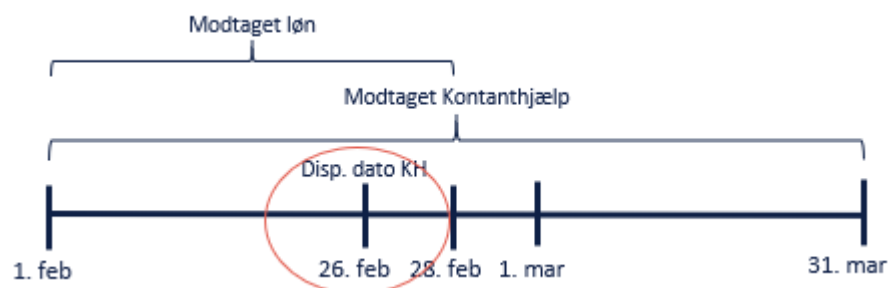 Modtaget løn
Modtaget Kontanthjælp
Disp. dato KH
1. feb
26. feb
28. feb
1. mar
31. mar